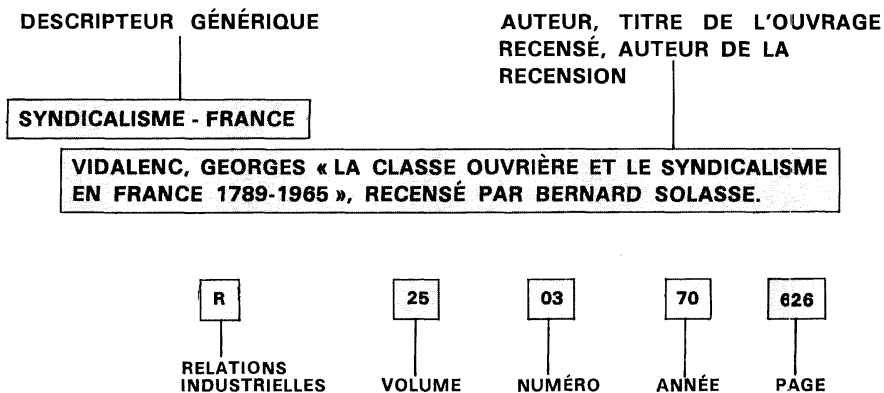 DESCRIPTEUR GÉNÉRIQUE
AUTEUR, TITRE DE L'OUVRAGE
RECENSÉ, AUTEUR DE LA
RECENSION
SYNDICALISME - FRANCE
VIDALENC, GEORGES « LA CLASSE OUVRIÈRE ET LE SYNDICALISME
EN FRANCE 1789-1965 », RECENSÉ PAR BERNARD SOLASSE.
R 25 03 70 626
RELATIONS
INDUSTRIELLES VOLUME NUMÉRO ANNÉE PAGE